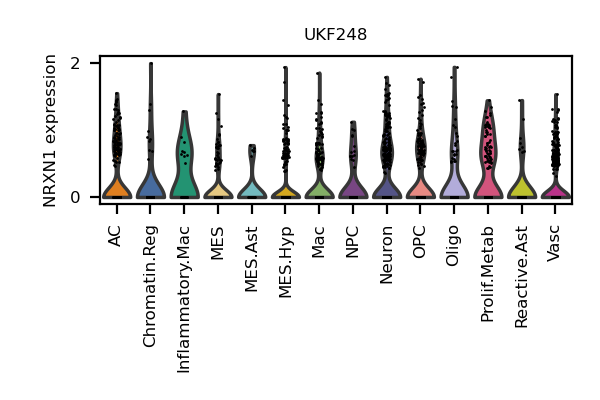 UKF248
NRXN1 expression
2
0
AC
Chromatin.Reg
Inflammatory.Mac
MES
MES.Ast
MES.Hyp
Mac
NPC
Neuron
OPC
Oligo
Prolif.Metab
Reactive.Ast
Vasc